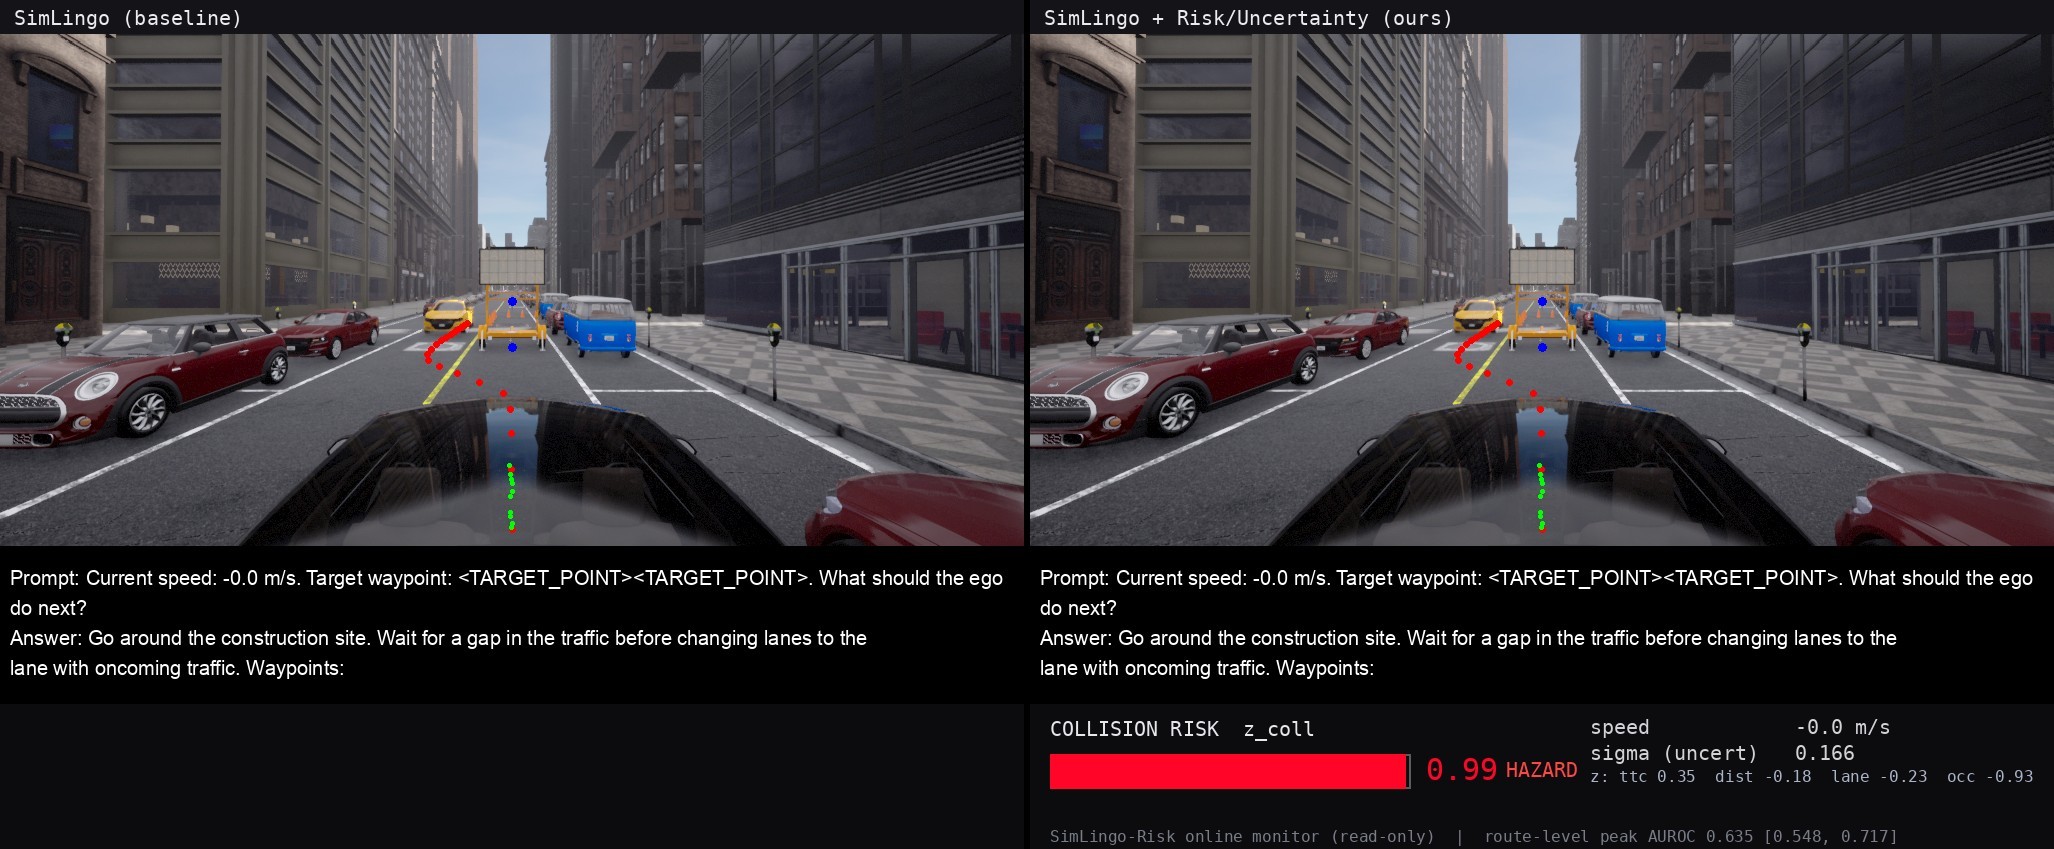 SimLingo (baseline)
SimLingo + Risk/Uncertainty (ours)
Prompt: Current speed: -0.0 m/s. Target waypoint: <TARGET_POINT><TARGET_POINT>. What should the ego
do next?
Answer: Go around the construction site. Wait for a gap in the traffic before changing lanes to the
lane with oncoming traffic. Waypoints:
Prompt: Current speed: -0.0 m/s. Target waypoint: <TARGET_POINT><TARGET_POINT>. What should the ego
do next?
Answer: Go around the construction site. Wait for a gap in the traffic before changing lanes to the
lane with oncoming traffic. Waypoints:
COLLISION RISK z_coll
0.99 HAZARD
speed -0.0 m/s
sigma (uncert) 0.166
z: ttc 0.35 dist -0.18 lane -0.23 occ -0.93
SimLingo-Risk online monitor (read-only) | route-level peak AUROC 0.635 [0.548, 0.717]